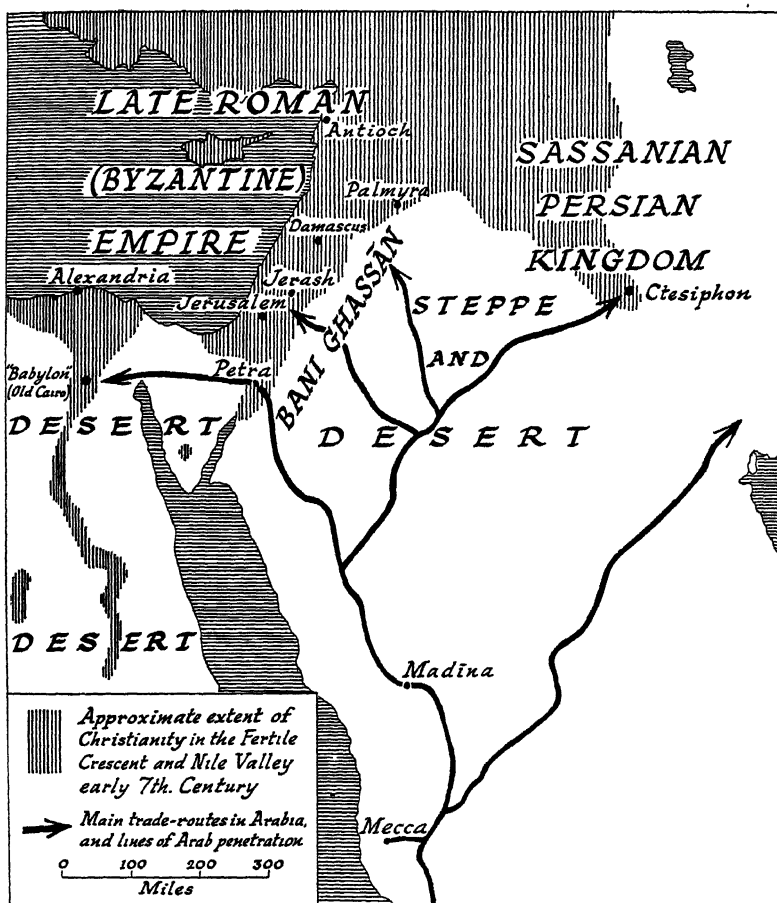 LATE ROMAN
Antioch
(BYZANTINE)
SASSANIAN
PERSIAN
KINGDOM
Palmyra
Damascus
EMPIRE
Alexandria
Jerash
Jerusalem
BANI GHASSĀN
STEPPE
AND
Ctesiphon
"Babylon"
(Old Cairo)
Petra
DESERT
DESERT
DESERT
Madīna
Mecca
Approximate extent of
Christianity in the Fertile
Crescent and Nile Valley
early 7th. Century
Main trade-routes in Arabia,
and lines of Arab penetration
0 100 200 300
Miles